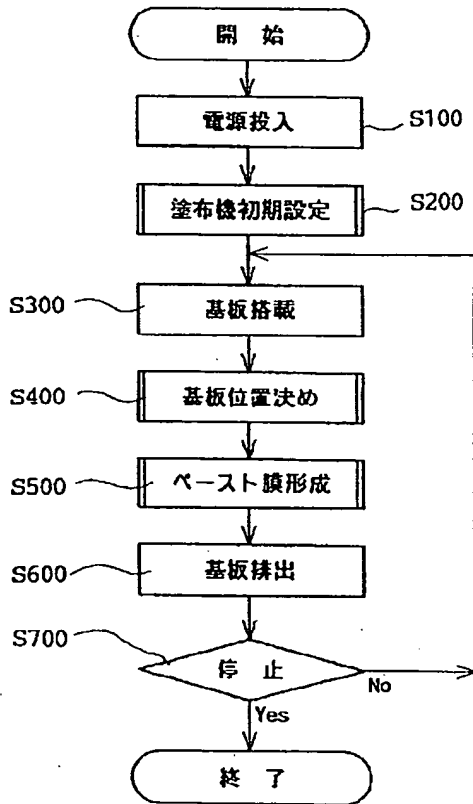 開 始
電源投入 S100
塗布機初期設定 S200
S300 基板搭載
S400 基板位置決め
S500 ペースト膜形成
S600 基板排出
S700 停 止
No
Yes
終 了